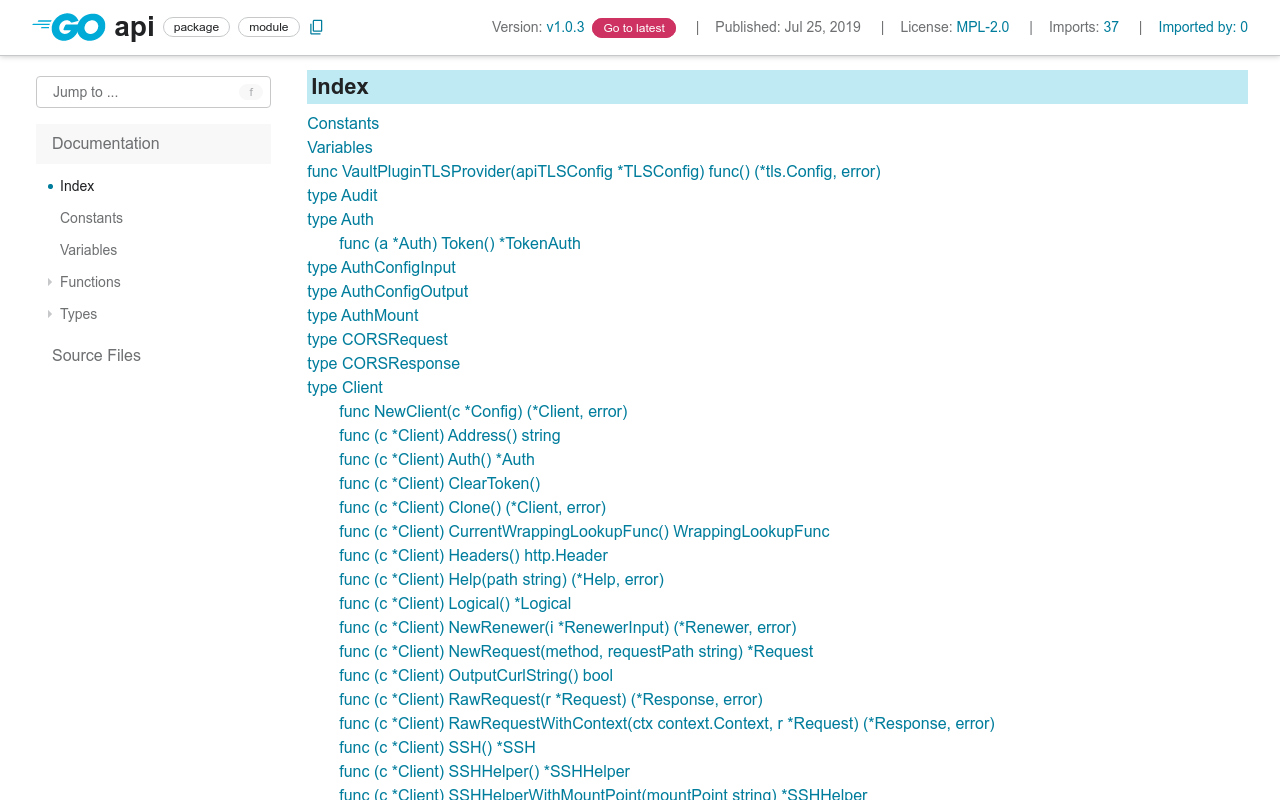 GO api package module Version: v1.0.3 Go to latest | Published: Jul 25, 2019 | License: MPL-2.0 | Imports: 37 | Imported by: 0
Jump to ... f
Documentation
Index
Constants
Variables
Functions
Types
Source Files
Index
Constants
Variables
func VaultPluginTLSProvider(apiTLSConfig *TLSConfig) func() (*tls.Config, error)
type Audit
type Auth
func (a *Auth) Token() *TokenAuth
type AuthConfigInput
type AuthConfigOutput
type AuthMount
type CORSRequest
type CORSResponse
type Client
func NewClient(c *Config) (*Client, error)
func (c *Client) Address() string
func (c *Client) Auth() *Auth
func (c *Client) ClearToken()
func (c *Client) Clone() (*Client, error)
func (c *Client) CurrentWrappingLookupFunc() WrappingLookupFunc
func (c *Client) Headers() http.Header
func (c *Client) Help(path string) (*Help, error)
func (c *Client) Logical() *Logical
func (c *Client) NewRenewer(i *RenewerInput) (*Renewer, error)
func (c *Client) NewRequest(method, requestPath string) *Request
func (c *Client) OutputCurlString() bool
func (c *Client) RawRequest(r *Request) (*Response, error)
func (c *Client) RawRequestWithContext(ctx context.Context, r *Request) (*Response, error)
func (c *Client) SSH() *SSH
func (c *Client) SSHHelper() *SSHHelper
func (c *Client) SSHHelperWithMountPoint(mountPoint string) *SSHHelper